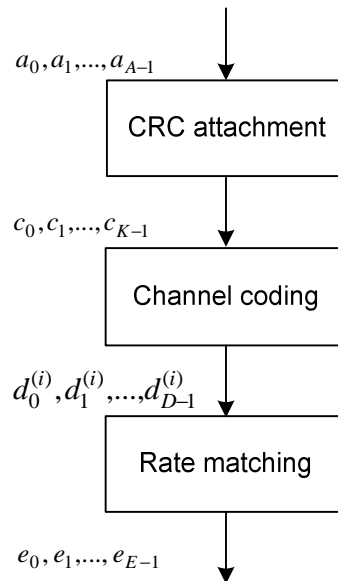 a_0, a_1, ..., a_{A-1}
CRC attachment
c_0, c_1, ..., c_{K-1}
Channel coding
d_0^{(i)}, d_1^{(i)}, ..., d_{D-1}^{(i)}
Rate matching
e_0, e_1, ..., e_{E-1}